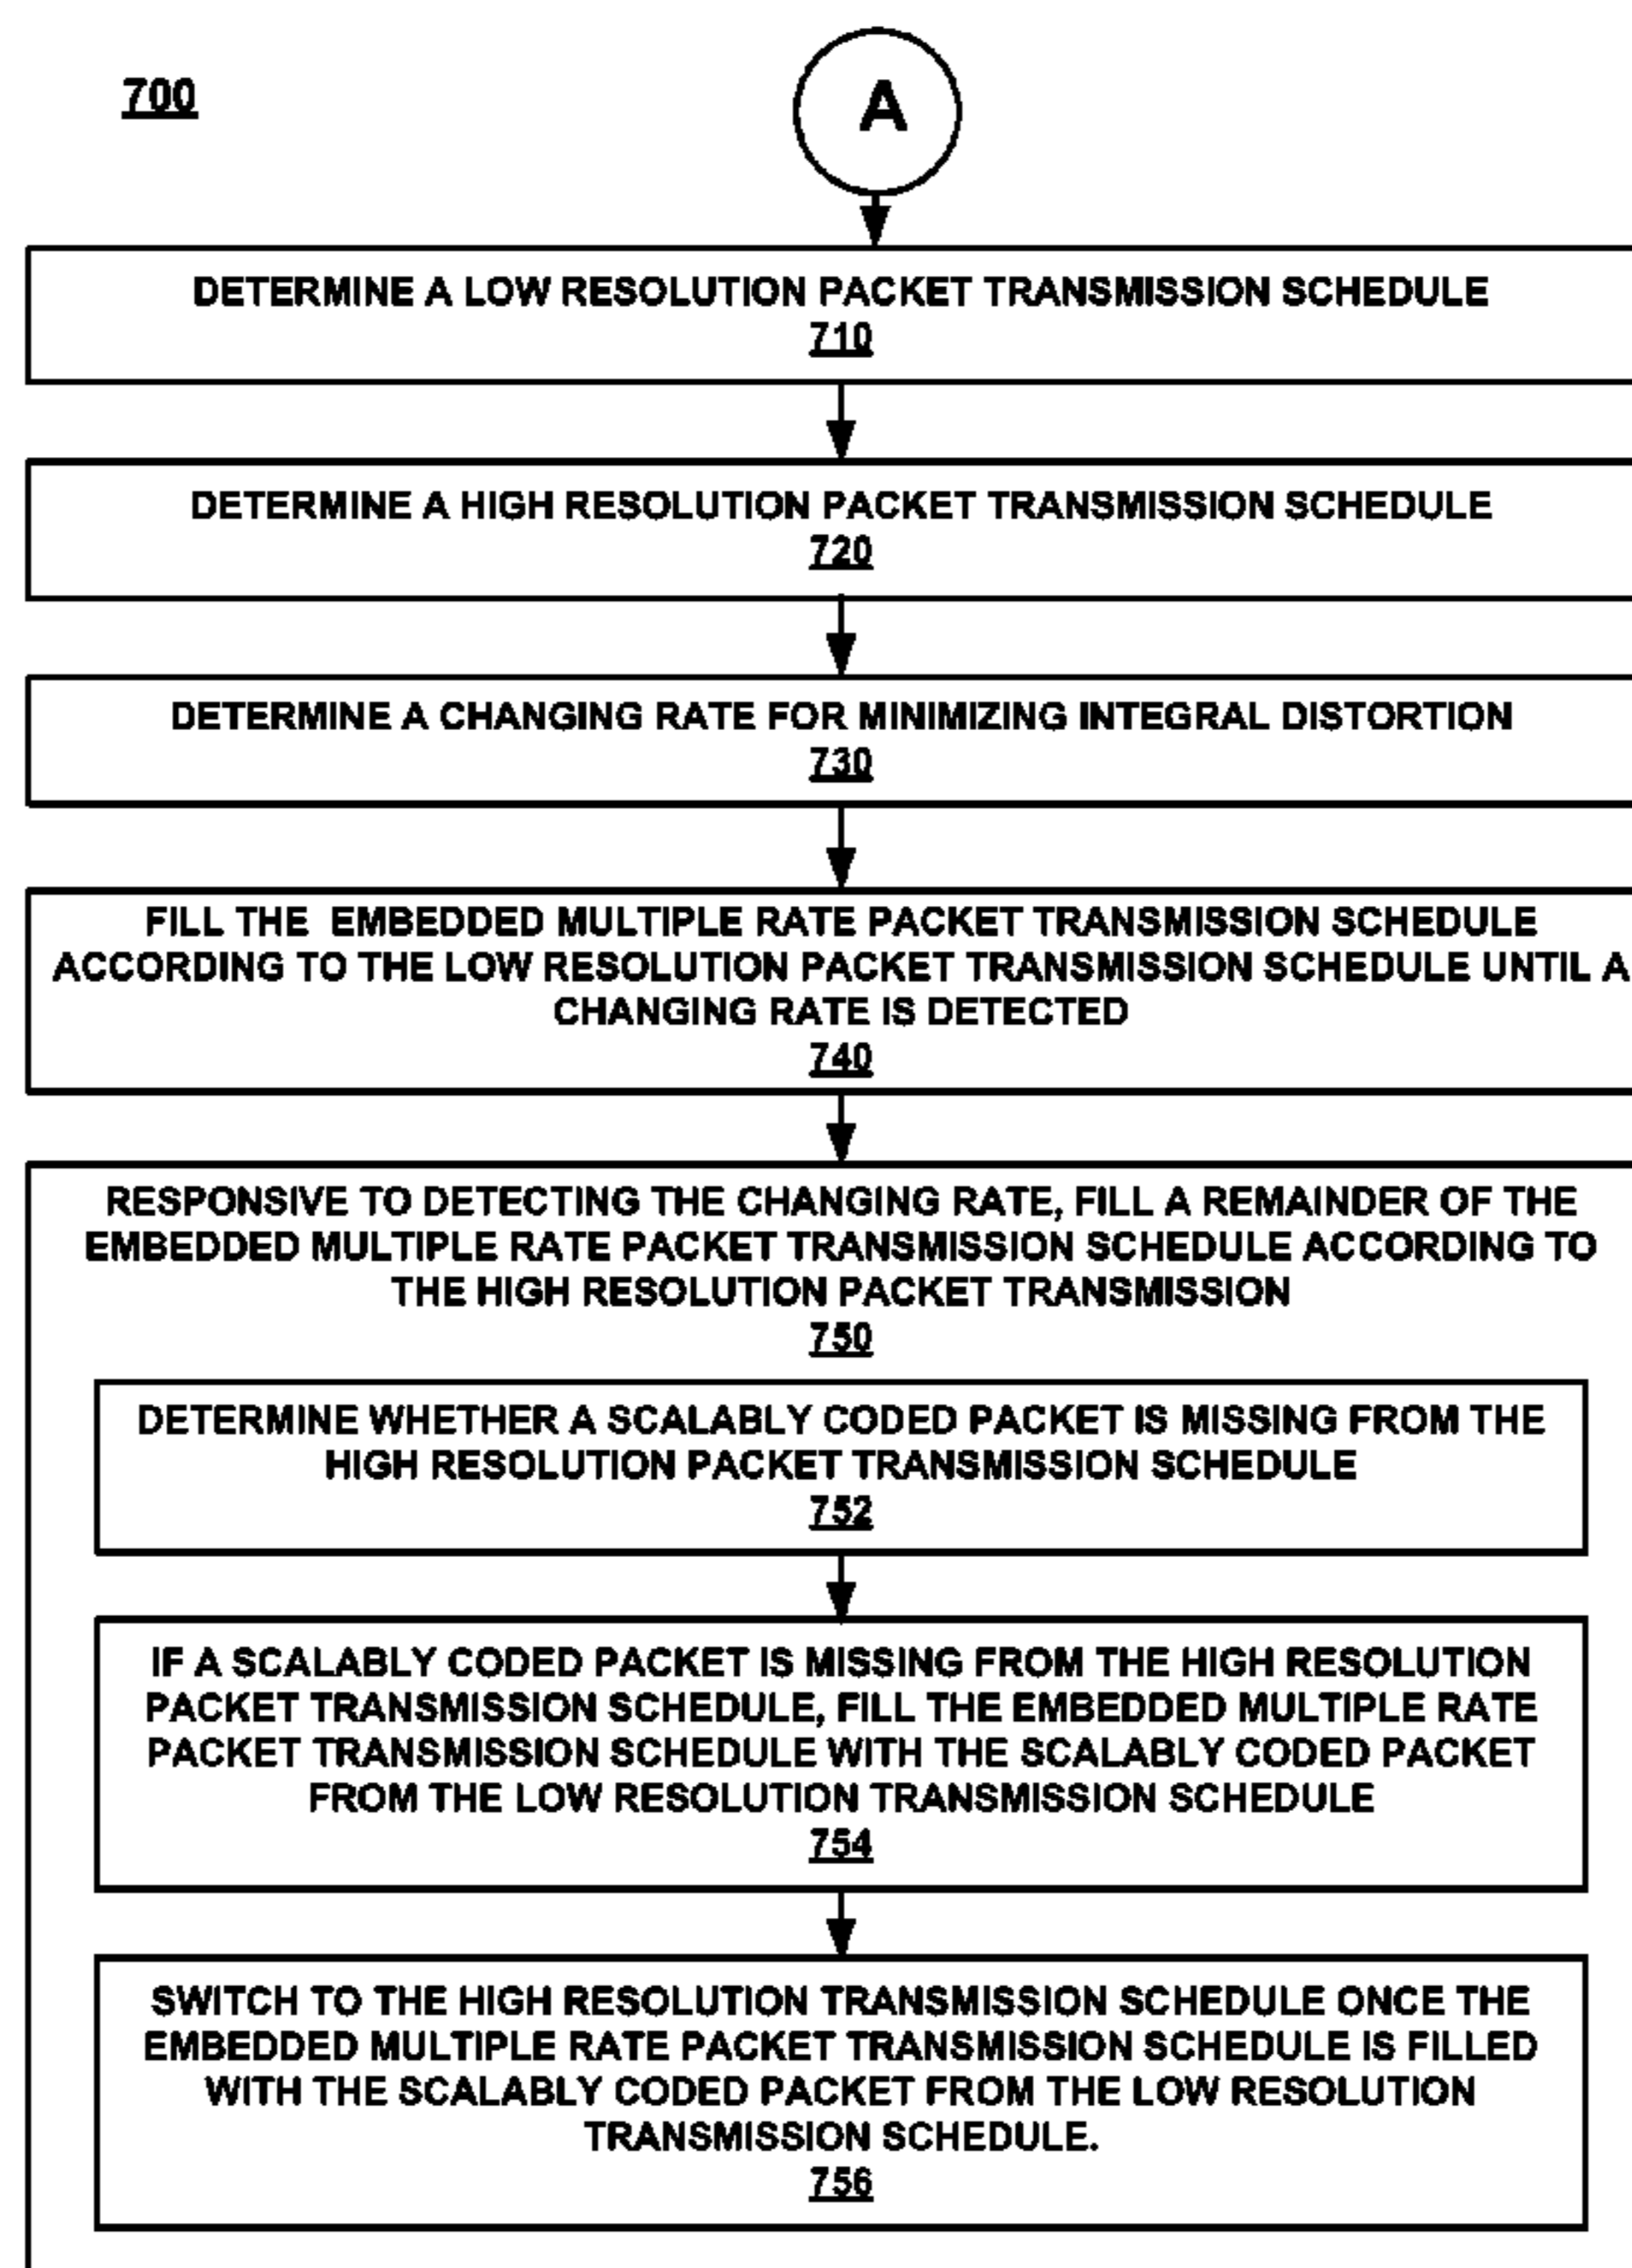 700
A
DETERMINE A LOW RESOLUTION PACKET TRANSMISSION SCHEDULE
710
DETERMINE A HIGH RESOLUTION PACKET TRANSMISSION SCHEDULE
720
DETERMINE A CHANGING RATE FOR MINIMIZING INTEGRAL DISTORTION
730
FILL THE EMBEDDED MULTIPLE RATE PACKET TRANSMISSION SCHEDULE
ACCORDING TO THE LOW RESOLUTION PACKET TRANSMISSION SCHEDULE UNTIL A
CHANGING RATE IS DETECTED
740
RESPONSIVE TO DETECTING THE CHANGING RATE, FILL A REMAINDER OF THE
EMBEDDED MULTIPLE RATE PACKET TRANSMISSION SCHEDULE ACCORDING TO
THE HIGH RESOLUTION PACKET TRANSMISSION
750
DETERMINE WHETHER A SCALABLY CODED PACKET IS MISSING FROM THE
HIGH RESOLUTION PACKET TRANSMISSION SCHEDULE
752
IF A SCALABLY CODED PACKET IS MISSING FROM THE HIGH RESOLUTION
PACKET TRANSMISSION SCHEDULE, FILL THE EMBEDDED MULTIPLE RATE
PACKET TRANSMISSION SCHEDULE WITH THE SCALABLY CODED PACKET
FROM THE LOW RESOLUTION TRANSMISSION SCHEDULE
754
SWITCH TO THE HIGH RESOLUTION TRANSMISSION SCHEDULE ONCE THE
EMBEDDED MULTIPLE RATE PACKET TRANSMISSION SCHEDULE IS FILLED
WITH THE SCALABLY CODED PACKET FROM THE LOW RESOLUTION
TRANSMISSION SCHEDULE.
756